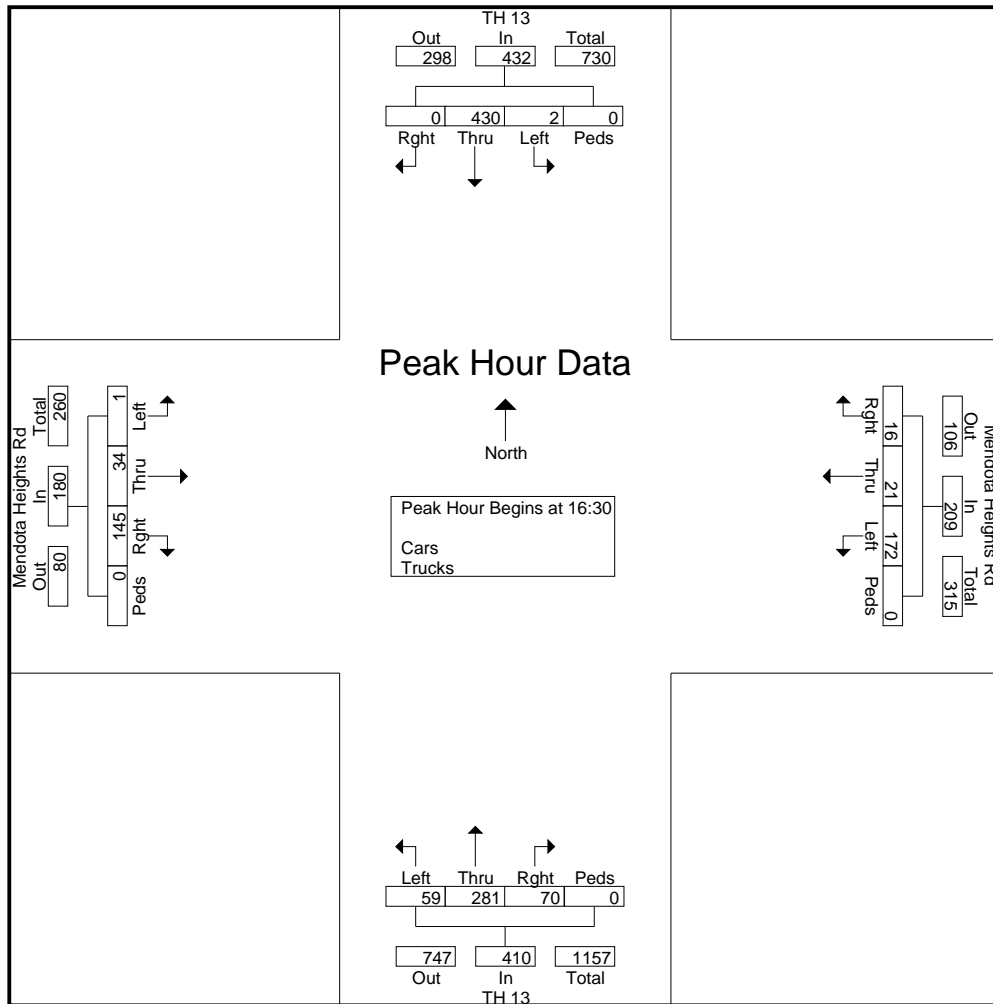 TH 13
Out In Total
298 432 730
0 430 2 0
Rght Thru Left Peds
Peak Hour Data
North
Peak Hour Begins at 16:30
Cars
Trucks
Mendota Heights Rd
Total In Out
260 180 80
1 34 145 0
Left Thru Rght Peds
Rght Thru Left Peds
16 21 172 0
106 209 315
Out In Total
Mendota Heights Rd
Left Thru Rght Peds
59 281 70 0
747 410 1157
Out In Total
TH 13